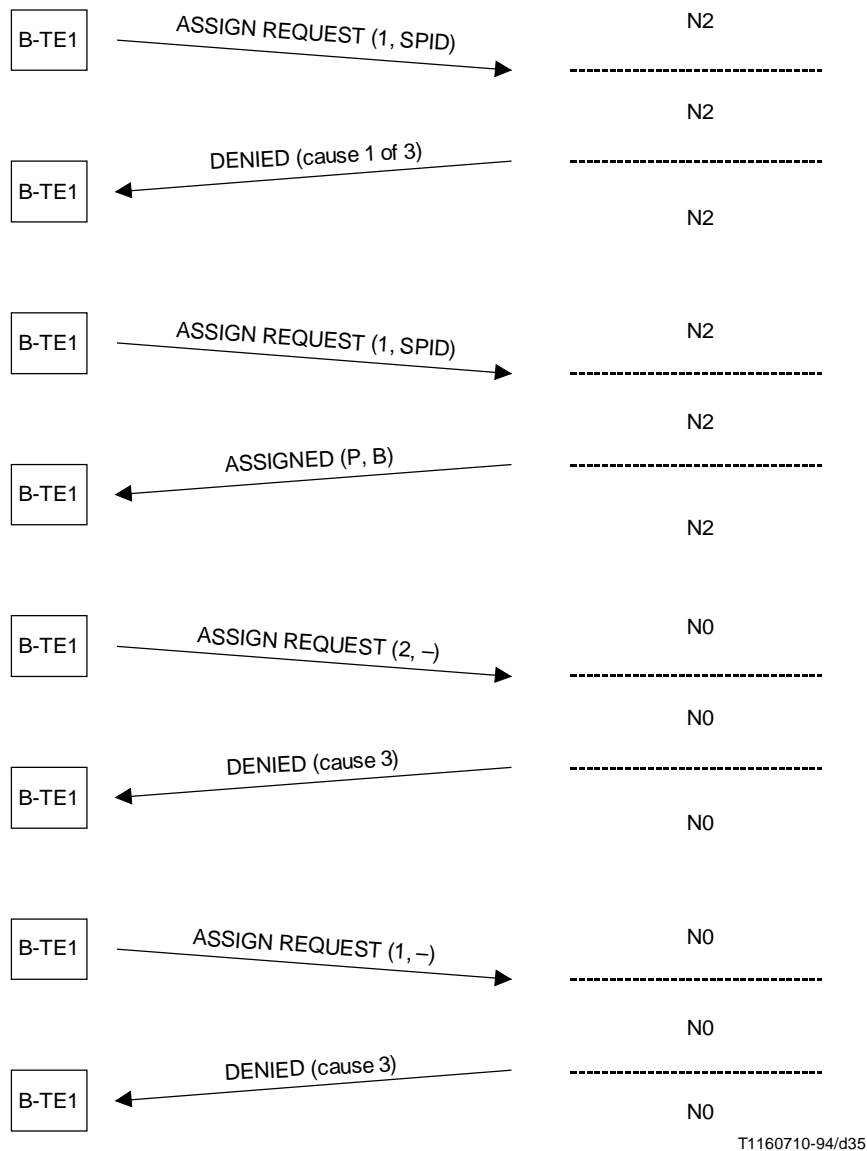 B-TE1 ASSIGN REQUEST (1, SPID) N2
N2
B-TE1 DENIED (cause 1 of 3)
N2
B-TE1 ASSIGN REQUEST (1, SPID) N2
N2
B-TE1 ASSIGNED (P, B)
N2
B-TE1 ASSIGN REQUEST (2, –) N0
N0
B-TE1 DENIED (cause 3)
N0
B-TE1 ASSIGN REQUEST (1, –) N0
N0
B-TE1 DENIED (cause 3)
N0
T1160710-94/d35